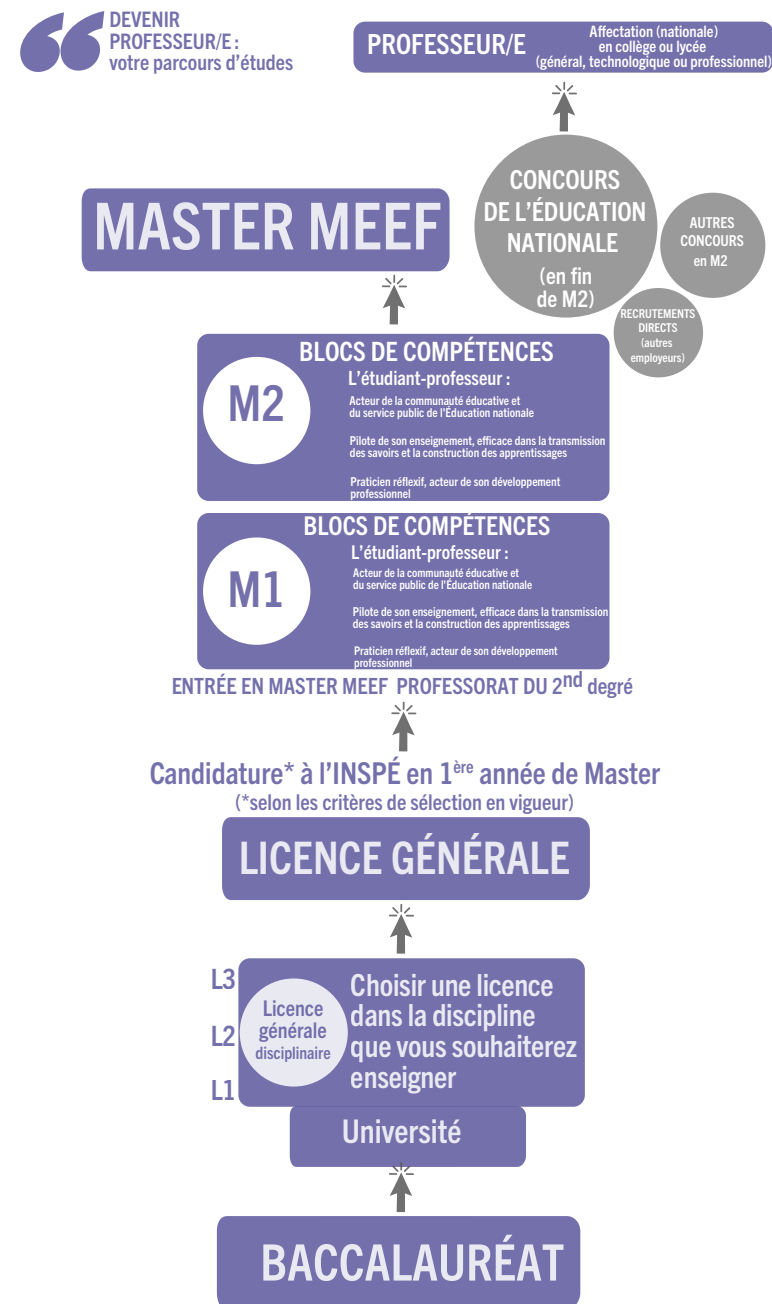 DEVENIR
PROFESSEUR/E :
votre parcours d'études
PROFESSEUR/E
Affectation (nationale)
en collège ou lycée
(général, technologique ou professionnel)
CONCOURS
DE L'ÉDUCATION
NATIONALE
(en fin
de M2)
AUTRES
CONCOURS
en M2
RECRUTEMENTS
DIRECTS
(autres
employeurs)
MASTER MEEF
BLOCS DE COMPÉTENCES
M2
L'étudiant-professeur :
Acteur de la communauté éducative et
du service public de l'Éducation nationale
Pilote de son enseignement, efficace dans la transmission
des savoirs et la construction des apprentissages
Praticien réflexif, acteur de son développement
professionnel
BLOCS DE COMPÉTENCES
M1
L'étudiant-professeur :
Acteur de la communauté éducative et
du service public de l'Éducation nationale
Pilote de son enseignement, efficace dans la transmission
des savoirs et la construction des apprentissages
Praticien réflexif, acteur de son développement
professionnel
ENTRÉE EN MASTER MEEF PROFESSORAT DU 2nd degré
Candidature* à l'INSPÉ en 1ère année de Master
(*selon les critères de sélection en vigueur)
LICENCE GÉNÉRALE
L3
L2
L1
Licence
générale
disciplinaire
Choisir une licence
dans la discipline
que vous souhaiterez
enseigner
Université
BACCALAURÉAT